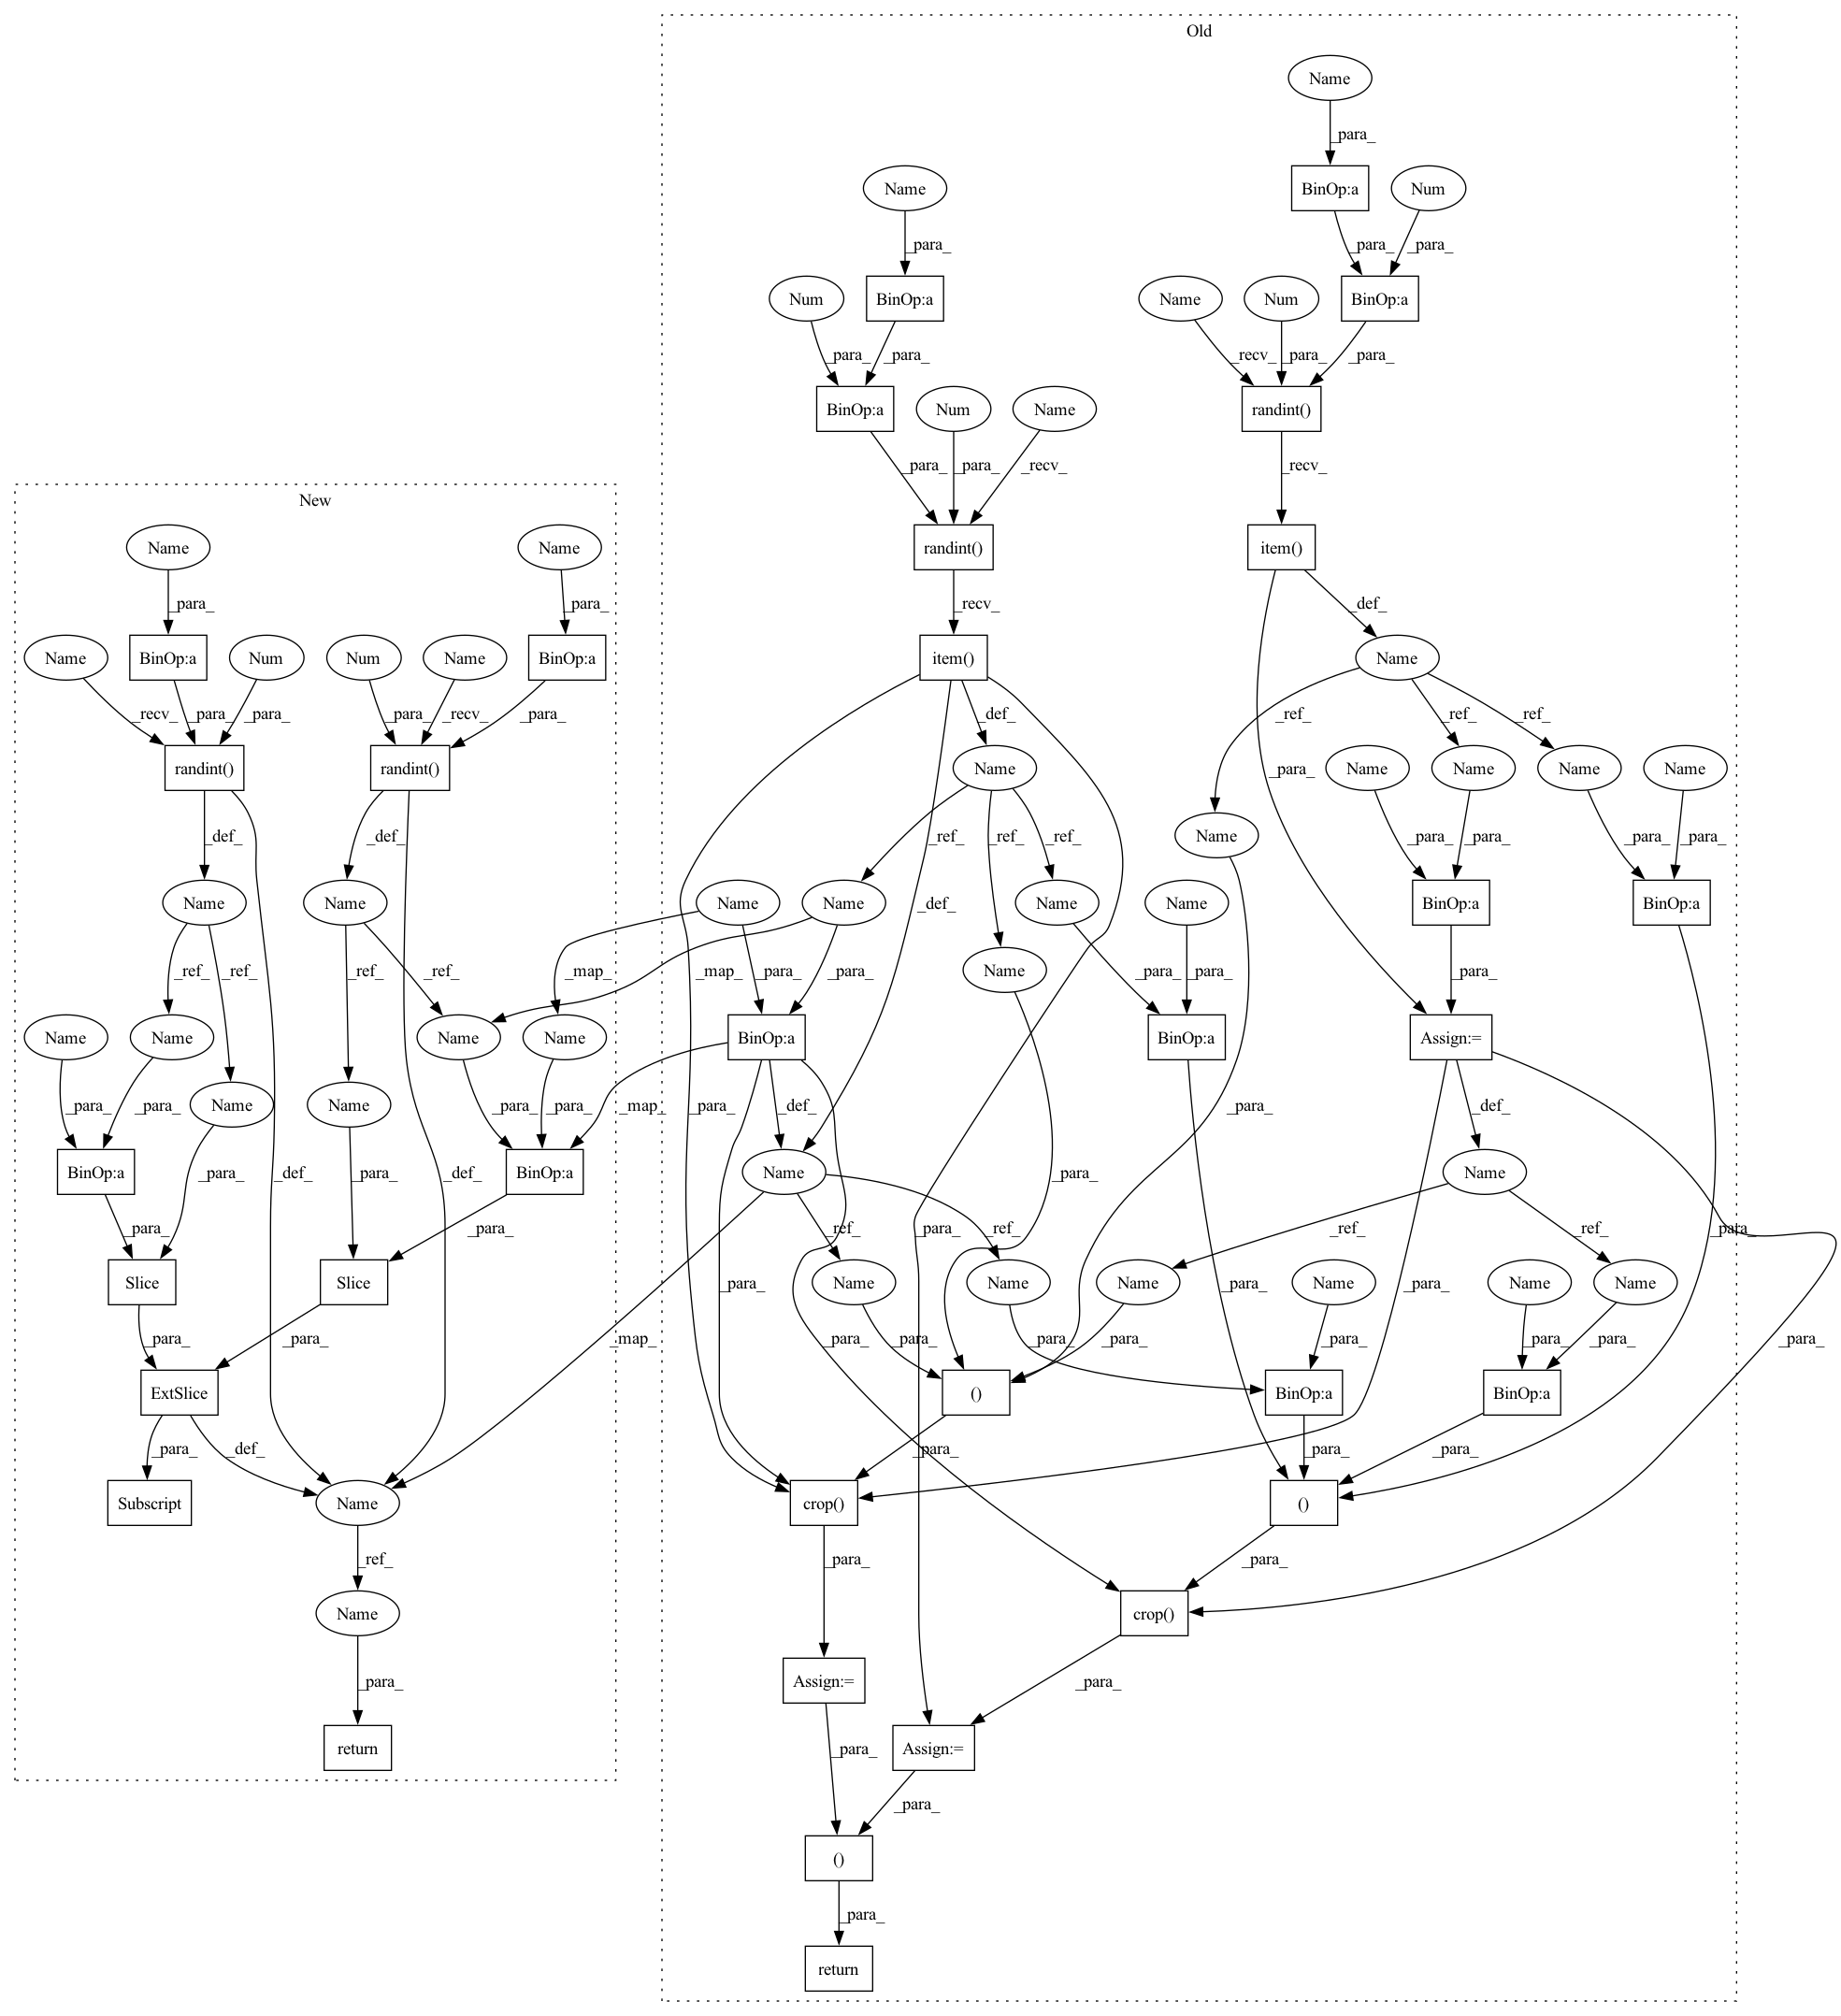 Old
Name
_para_
Name
BinOp:a
Num
_para_
_para_
_para_
Num
BinOp:a
Name
Num
BinOp:a
_para_
_para_
_recv_
_para_
_para_
BinOp:a
Num
Name
randint()
_para_
_para_
_recv_
_recv_
New
Name
Name
randint()
item()
_para_
_para_
_recv_
_def_
Name
BinOp:a
Num
Num
Name
BinOp:a
item()
Name
_recv_
_para_
_para_
_para_
_recv_
_para_
_def_
_ref_
_ref_
_ref_
randint()
randint()
Name
_para_
Name
Name
Name
Name
_def_
_def_
_ref_
_ref_
_ref_
Name
_para_
_para_
_para_
_para_
Name
Name
Name
Name
_def_
Name
Name
BinOp:a
BinOp:a
_ref_
_ref_
_ref_
_ref_
_map_
_map_
_para_
_para_
Name
_para_
_para_
_para_
Name
Name
Name
Name
BinOp:a
BinOp:a
Assign:=
_para_
_para_
Name
Name
_para_
_para_
_map_
_para_
_def_
_para_
_def_
BinOp:a
_para_
_def_
_def_
_para_
BinOp:a
Name
_para_
Name
_para_
_para_
_ref_
_ref_
_para_
_para_
_ref_
_ref_
_para_
Slice
Slice
Name
Name
Name
Name
Name
Name
_para_
_para_
_map_
_para_
_para_
_para_
_para_
_para_
_para_
_para_
_para_
_para_
_para_
ExtSlice
()
BinOp:a
BinOp:a
_para_
_def_
_para_
_para_
_para_
Subscript
Name
crop()
()
_ref_
_para_
_para_
Name
crop()
_para_
Assign:=
_para_
return
Assign:=
_para_
_para_
()
_para_
return